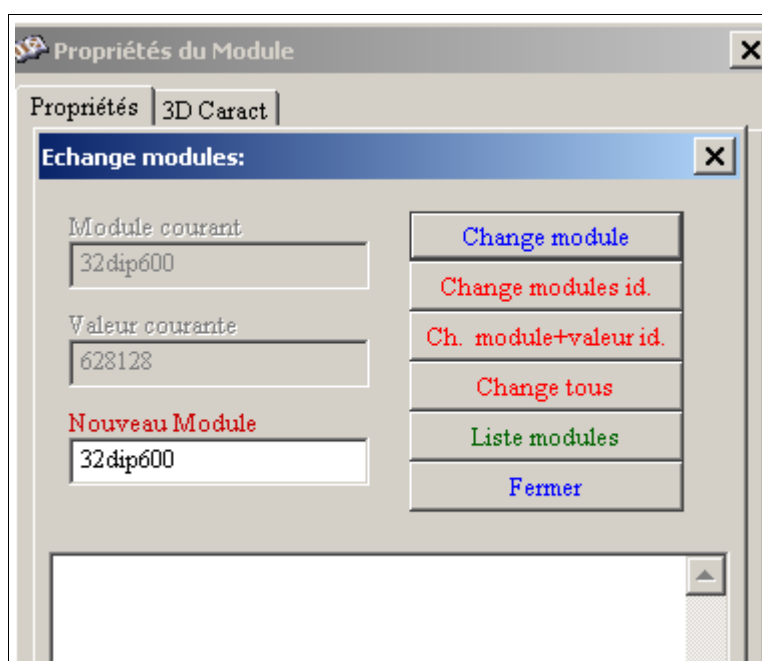 Propriétés du Module
Propriétés 3D Caract
Echange modules:
Module courant
32dip600
Valeur courante
628128
Nouveau Module
32dip600
Change module
Change modules id.
Ch. module+valeur id.
Change tous
Liste modules
Fermer